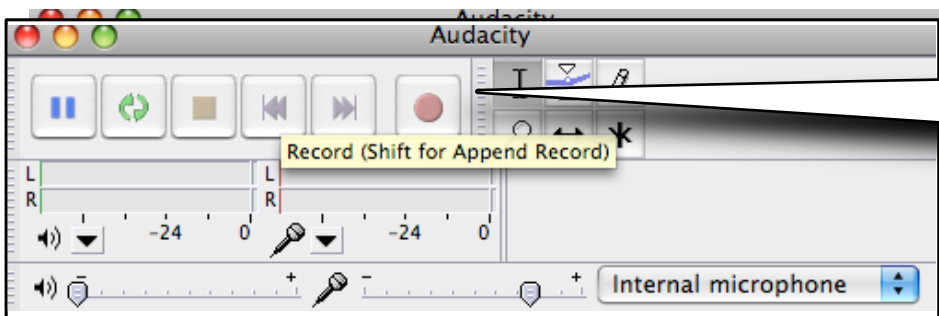 Audacity
Audacity
Record (Shift for Append Record)
L L
R R
-24 0 -24 0
- + - +
Internal microphone